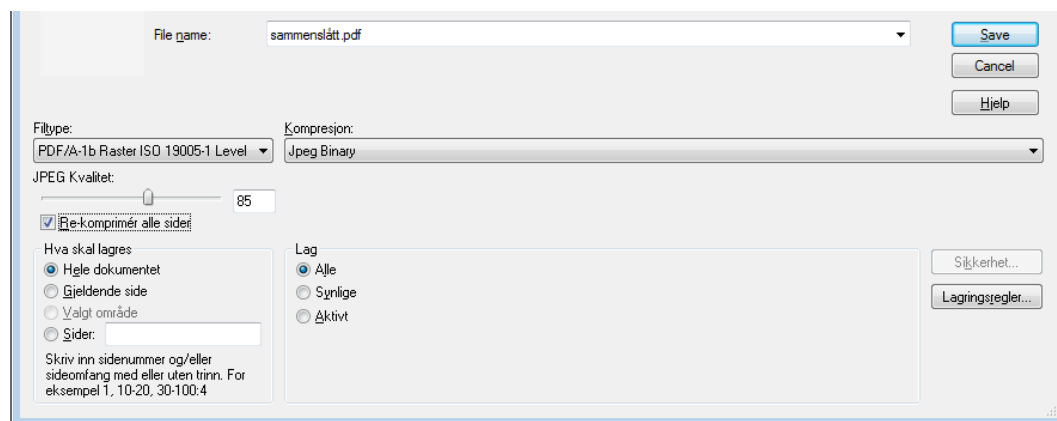 File name: sammenslått.pdf Save
Cancel
Hjelp
Filtype: Kompresjon:
PDF/A-1b Raster ISO 19005-1 Level Jpeg Binary
JPEG Kvalitet:
85
Re-komprimér alle sider
Hva skal lagres
Hele dokumentet
Gjeldende side
Valgt område
Sider:
Skriv inn sidenummer og/eller
sideomfang med eller uten trinn. For
eksempel 1, 10-20, 30-100:4
Lag
Alle
Synlige
Aktivt
Sikkerhet...
Lagringsregler...